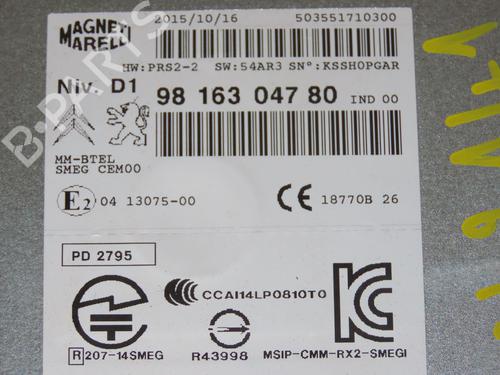 MAGNETI MARELLI
2015/10/16 503551710300
HW:PRS2-2 SW:54AR3 SN°:KSSH0PGAR
Niv. D1 98 163 047 80 IND 00
MM-BTEL
SMEG CEM00
E2 04 13075-00 CE 18770B 26
PD 2795
CCAI14LP0810T0
R 207-14SMEG R43998 MSIP-CMM-RX2-SMEGI
B-PARTS